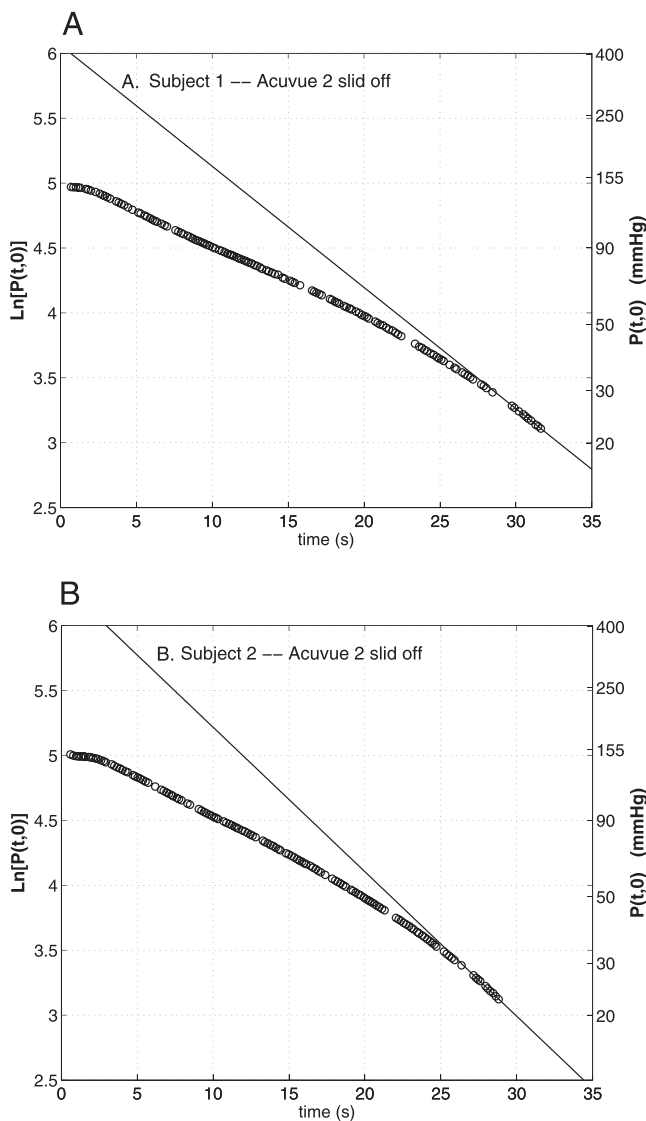 A
A. Subject 1 −− Acuvue 2 slid off
Ln[P(t,0)]
6
5.5
5
4.5
4
3.5
3
2.5
400
250
155
90
50
30
20
P(t,0) (mmHg)
0 5 10 15 20 25 30 35
time (s)
B
B. Subject 2 −− Acuvue 2 slid off
Ln[P(t,0)]
6
5.5
5
4.5
4
3.5
3
2.5
400
250
155
90
50
30
20
P(t,0) (mmHg)
0 5 10 15 20 25 30 35
time (s)